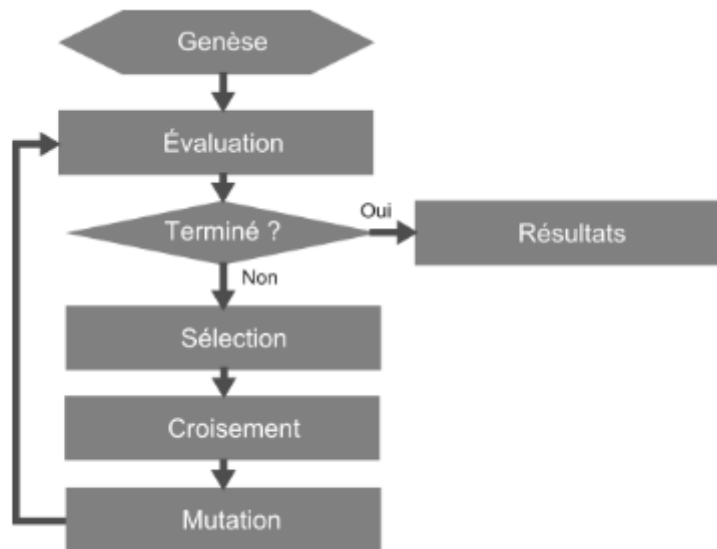 Genèse
Évaluation
Terminé ?
Oui
Résultats
Non
Sélection
Croisement
Mutation